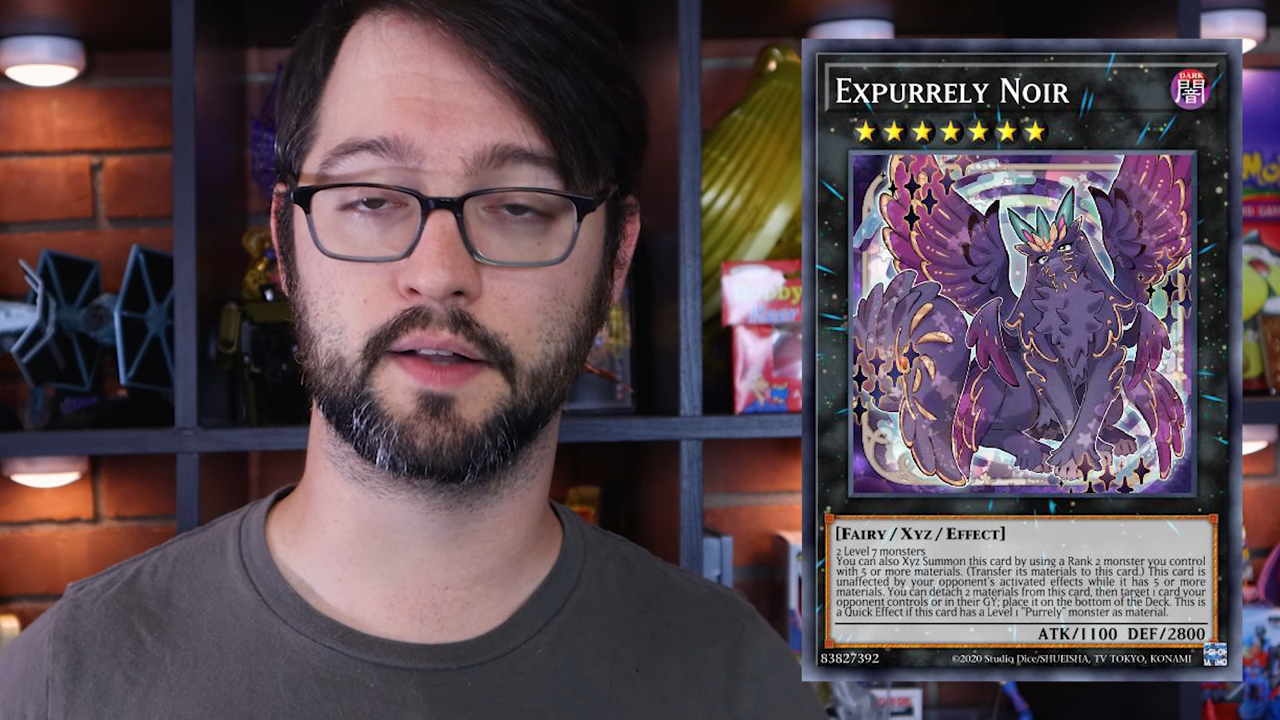 EXPURRELY NOIR
DARK
闇
[FAIRY / XYZ / EFFECT]
2 Level 7 monsters
You can also Xyz Summon this card by using a Rank 2 monster you control
with 5 or more materials. (Transfer its materials to this card.) This card is
unaffected by your opponent's activated effects while it has 5 or more
materials. You can detach 2 materials from this card, then target 1 card your
opponent controls or in their GY; place it on the bottom of the Deck. This is
a Quick Effect if this card has a Level 1 "Purrely" monster as material.
ATK/1100 DEF/2800
83827392
©2020 Studio Dice/SHUEISHA, TV TOKYO, KONAMI